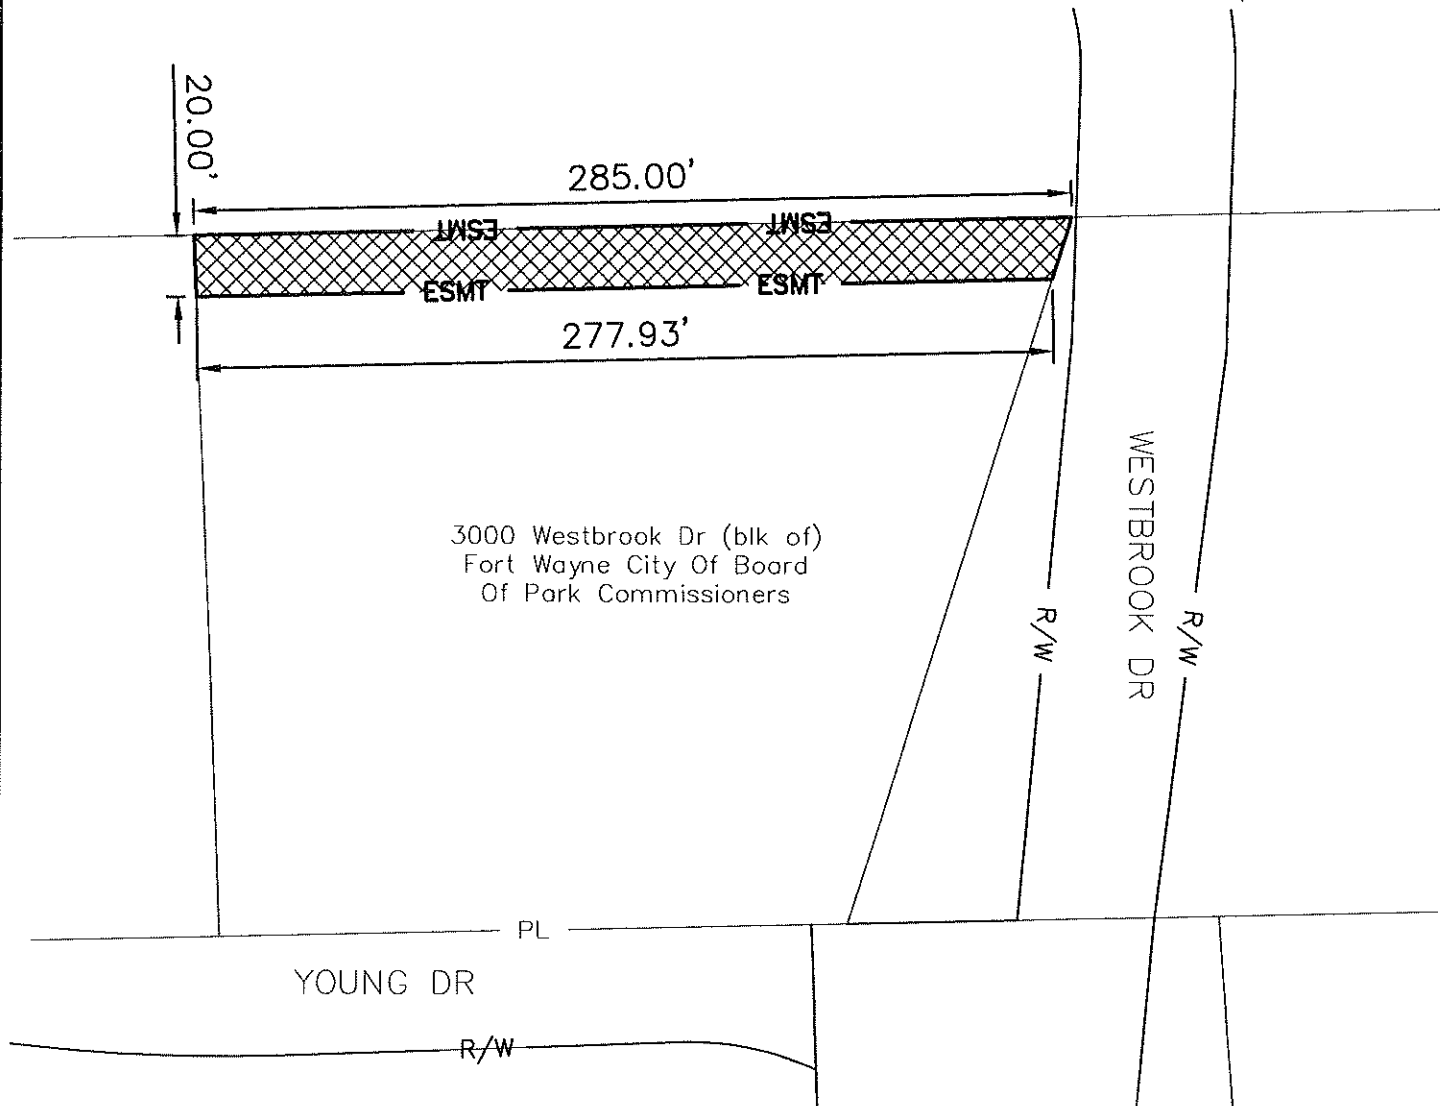 20.00'
285.00'
ESMT
ESMT
ESMT
ESMT
277.93'
3000 Westbrook Dr (blk of)
Fort Wayne City Of Board
Of Park Commissioners
WESTBROOK DR
R/W
R/W
PL
YOUNG DR
R/W